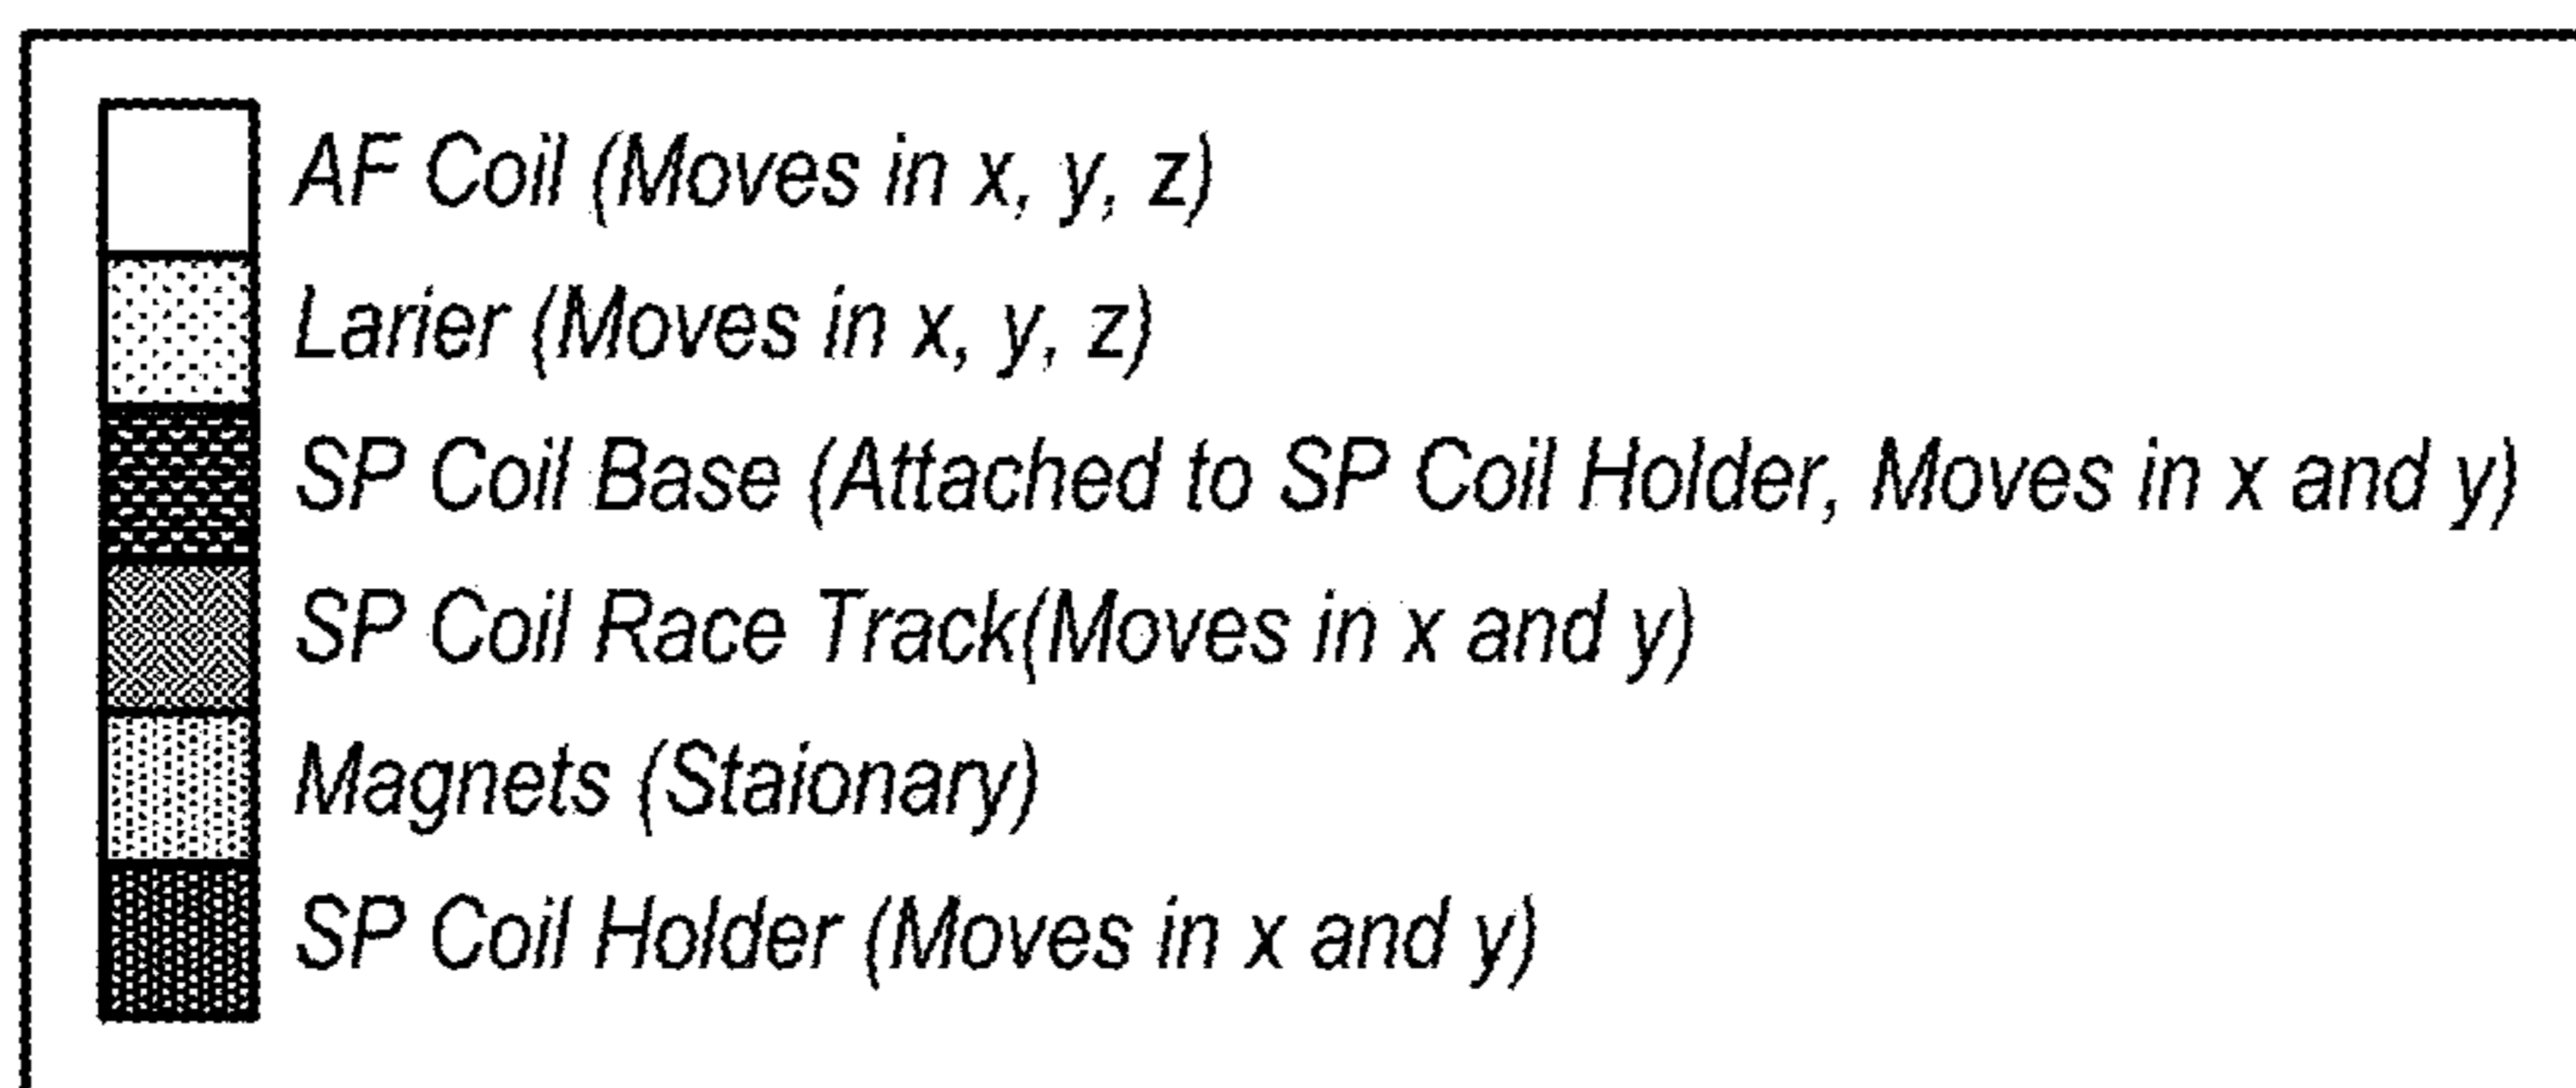 AF Coil (Moves in x, y, z)
Larier (Moves in x, y, z)
SP Coil Base (Attached to SP Coil Holder, Moves in x and y)
SP Coil Race Track(Moves in x and y)
Magnets (Staionary)
SP Coil Holder (Moves in x and y)